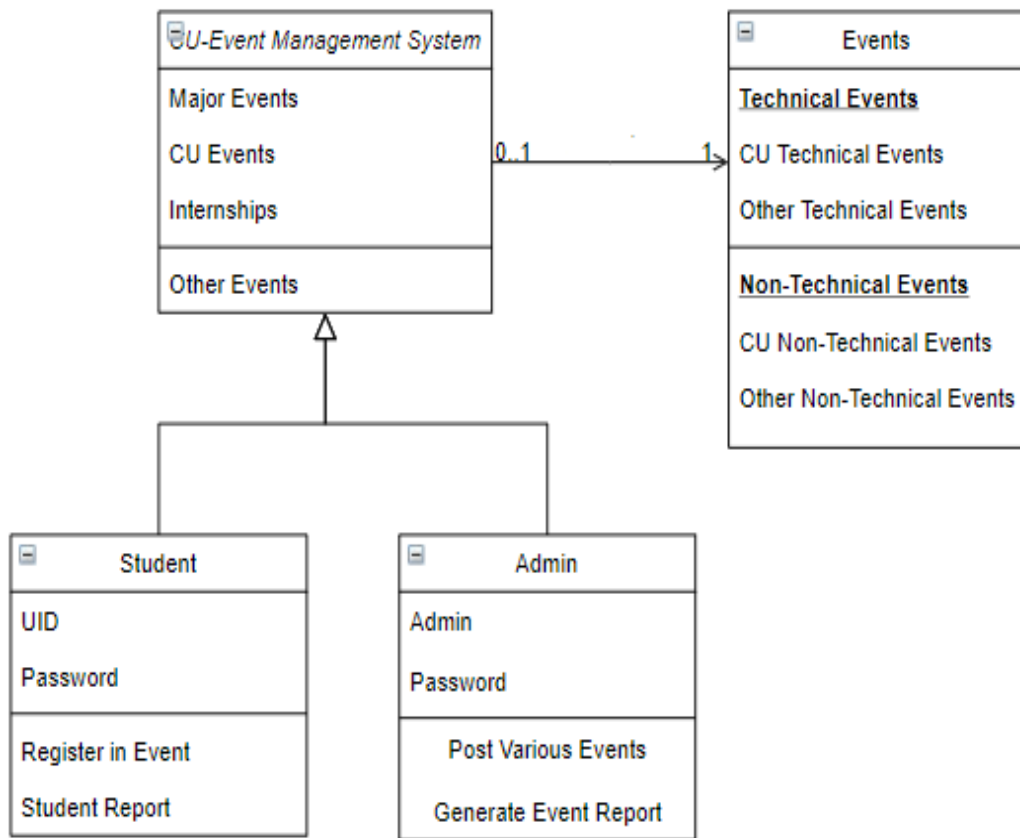 CU-Event Management System
Major Events
CU Events
Internships
Other Events
0..1
1
Events
Technical Events
CU Technical Events
Other Technical Events
Non-Technical Events
CU Non-Technical Events
Other Non-Technical Events
Student
UID
Password
Register in Event
Student Report
Admin
Admin
Password
Post Various Events
Generate Event Report